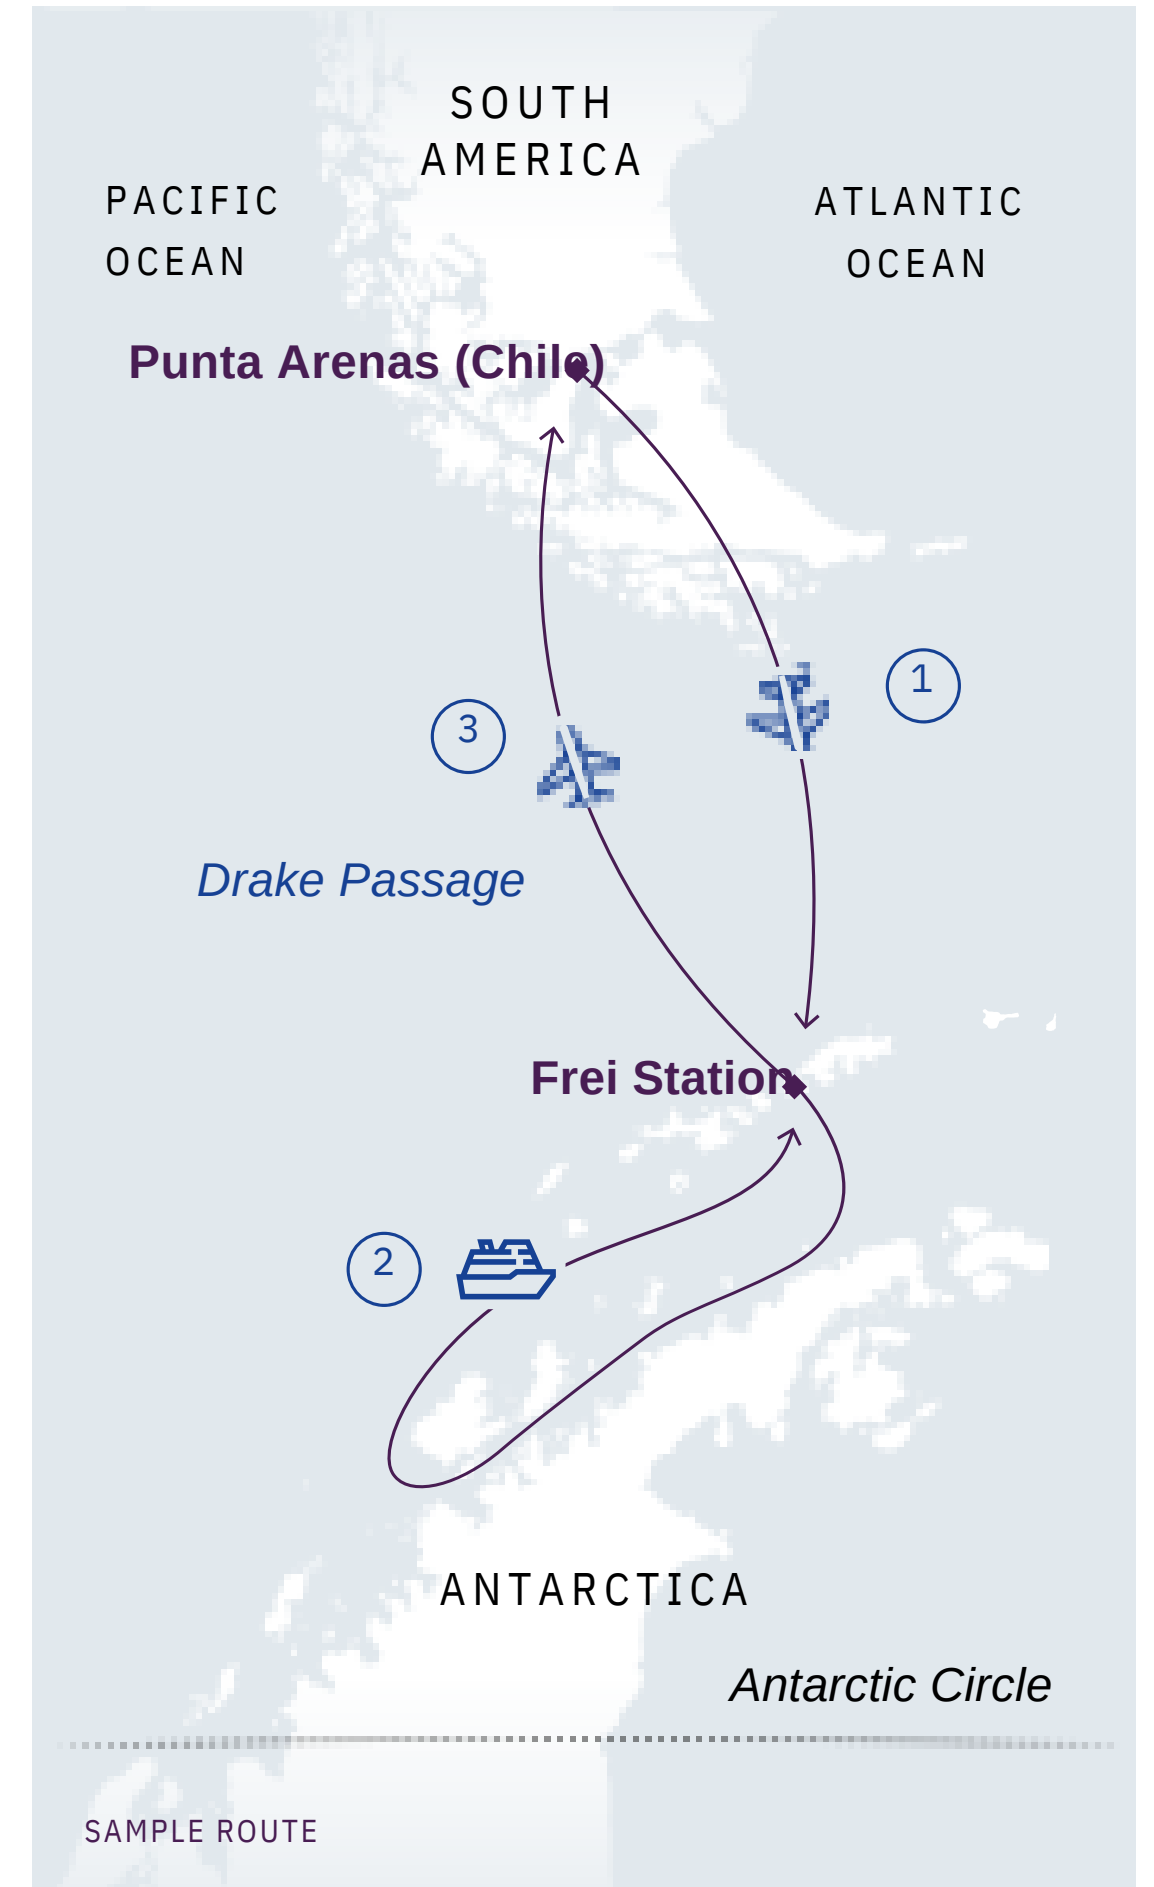 SOUTH
AMERICA
PACIFIC
OCEAN
ATLANTIC
OCEAN
Punta Arenas (Chile)
1
3
Drake Passage
Frei Station
2
ANTARCTICA
Antarctic Circle
SAMPLE ROUTE